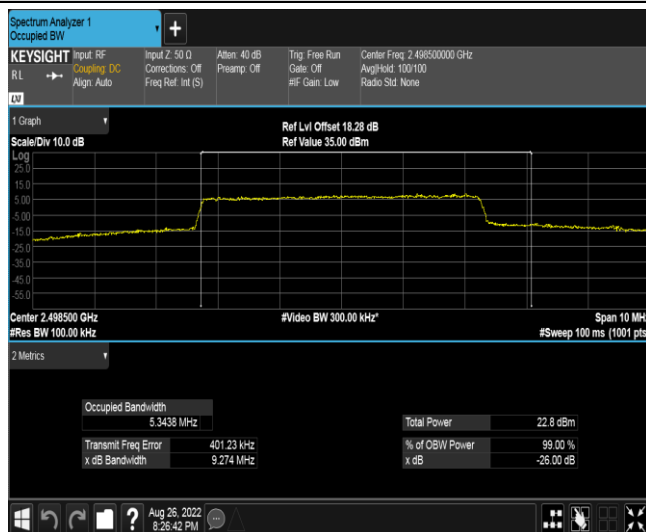 Spectrum Analyzer 1
Occupied BW
+
KEYSIGHT Input: RF Input Z: 50 Ω Atten: 40 dB Trig: Free Run Center Freq: 2.498500000 GHz
RL Coupling: DC Corrections: Off Preamp: Off Gate: Off Avg|Hold: 100/100
Align: Auto Freq Ref: Int (S) #IF Gain: Low Radio Std: None
LXI
1 Graph
Ref Lvl Offset 18.28 dB
Scale/Div 10.0 dB Ref Value 35.00 dBm
Log
25.0
15.0
5.00
-5.00
-15.0
-25.0
-35.0
-45.0
-55.0
Center 2.498500 GHz #Video BW 300.00 kHz* Span 10 MHz
#Res BW 100.00 kHz #Sweep 100 ms (1001 pts
2 Metrics
Occupied Bandwidth
5.3438 MHz Total Power 22.8 dBm
Transmit Freq Error 401.23 kHz % of OBW Power 99.00 %
x dB Bandwidth 9.274 MHz x dB -26.00 dB
? Aug 26, 2022
8:26:42 PM